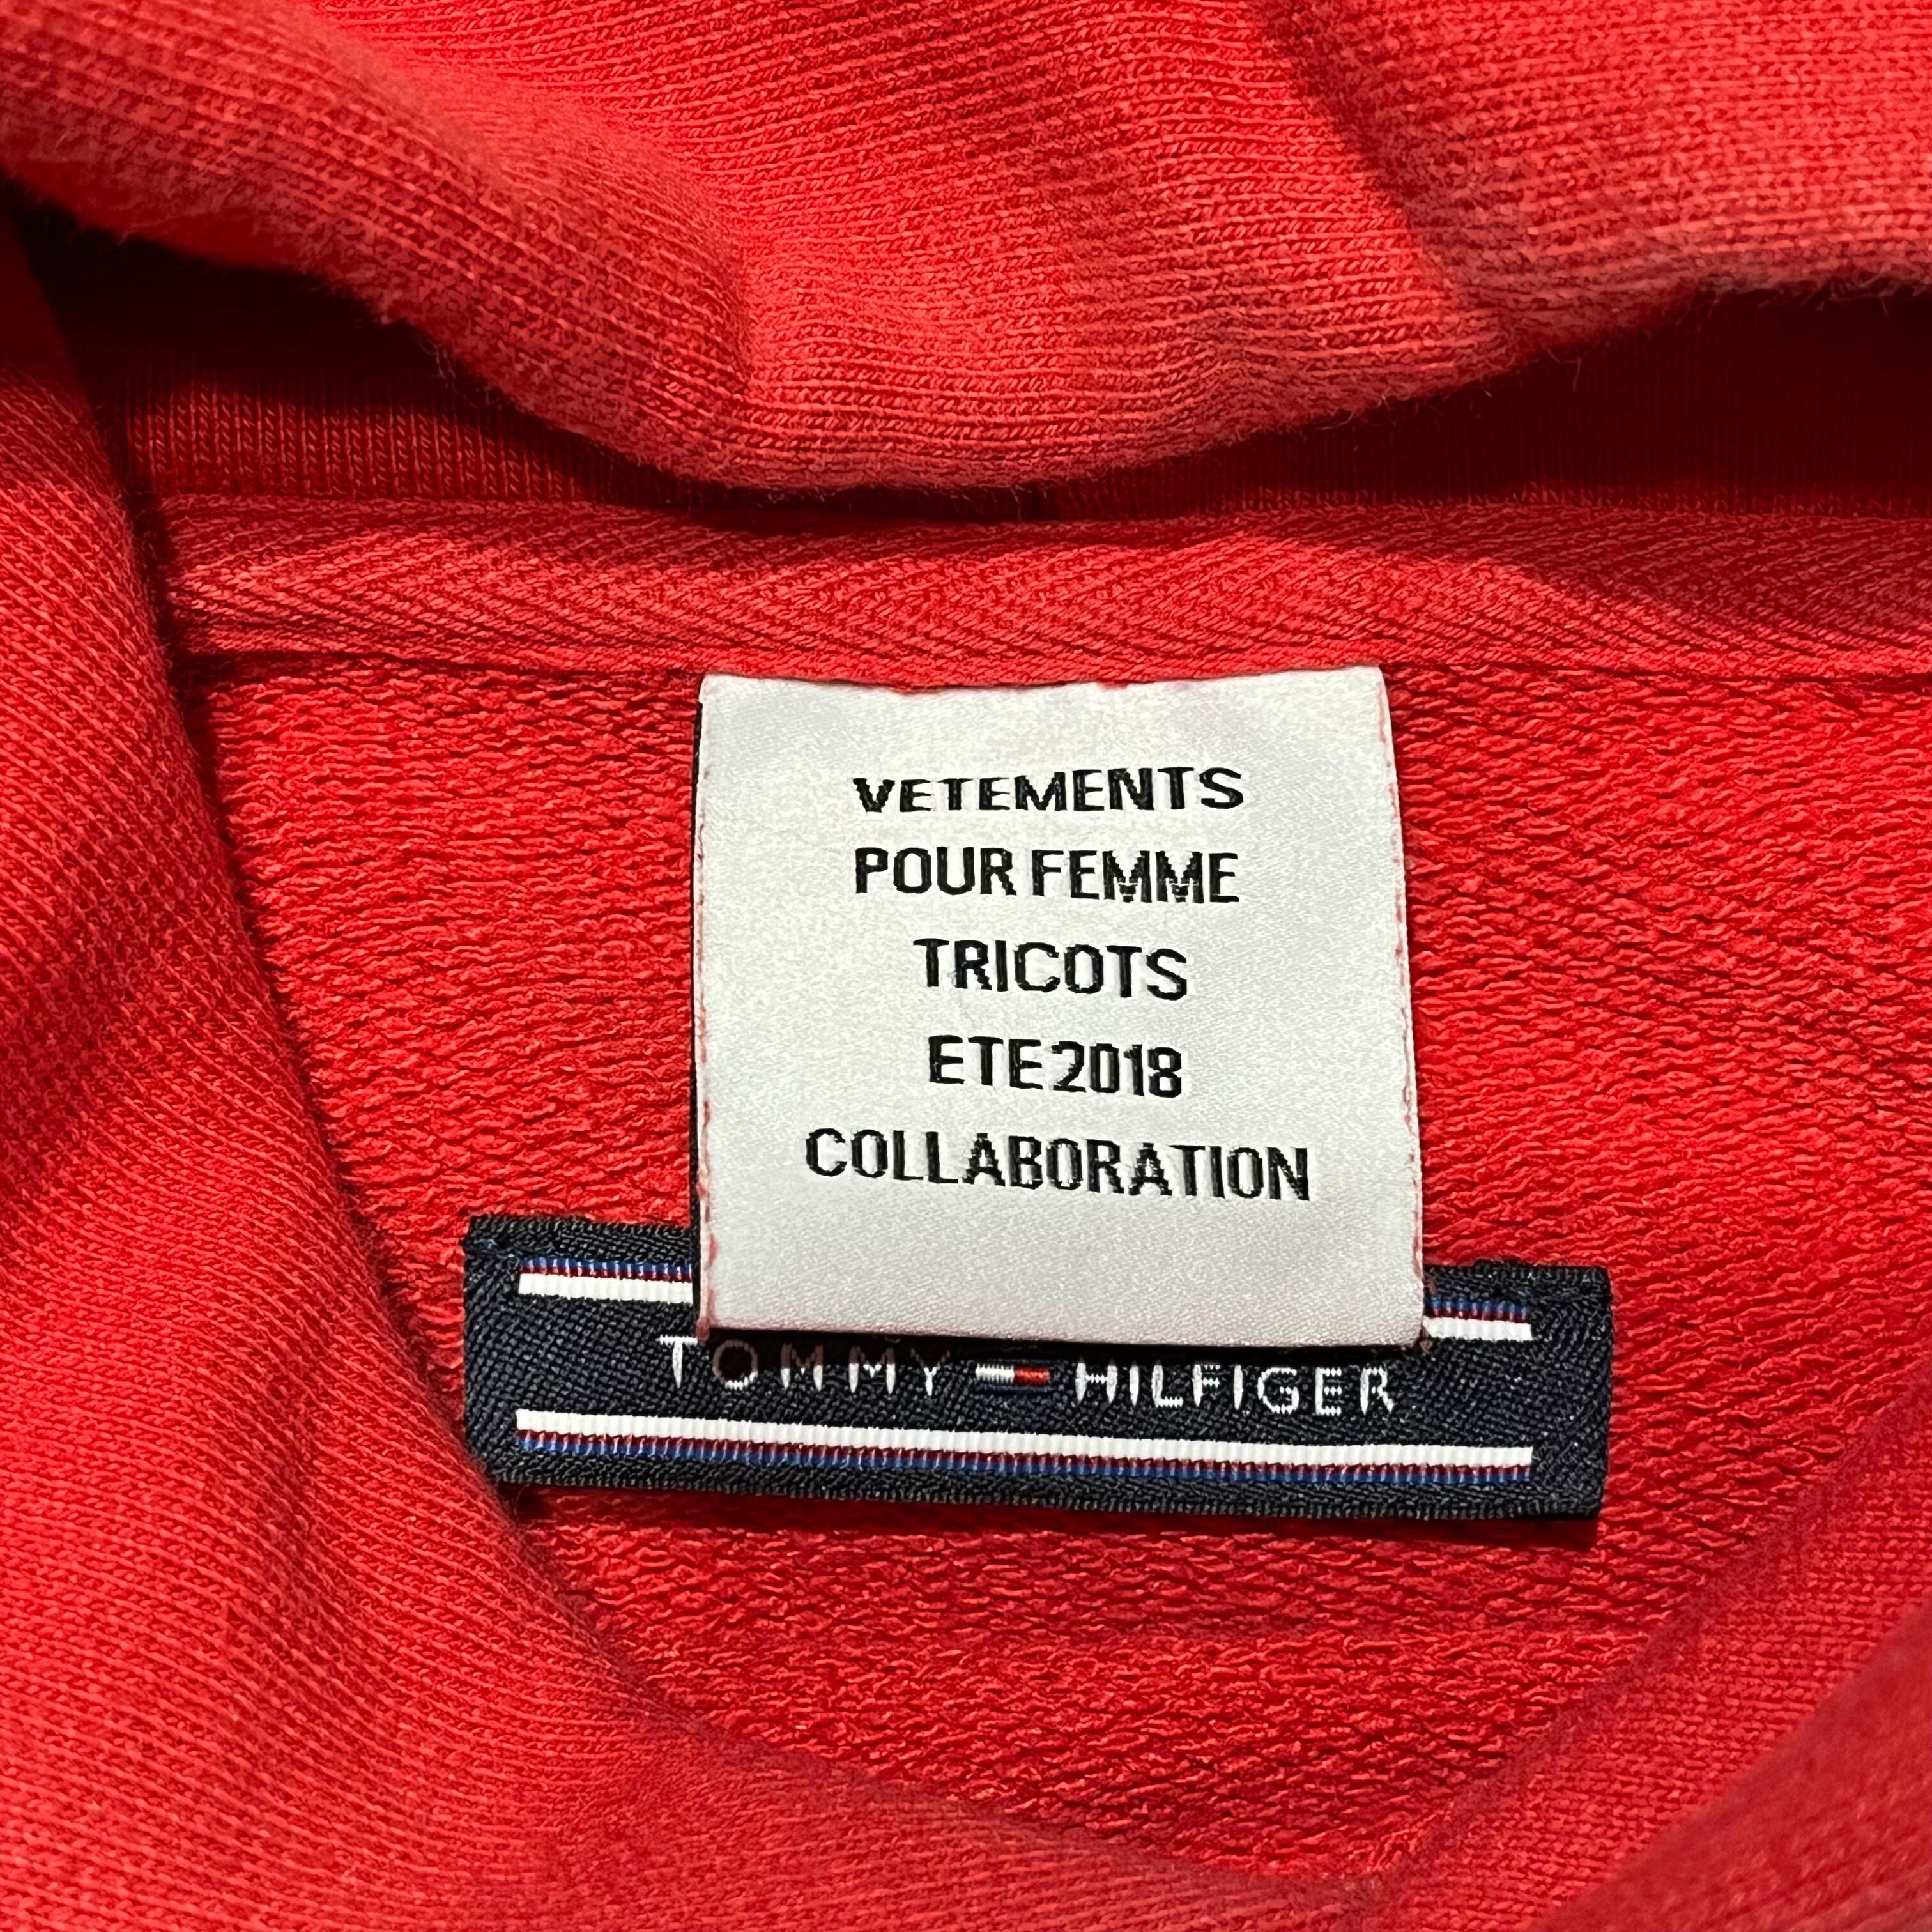 VETEMENTS
POUR FEMME
TRICOTS
ETE 2018
COLLABORATION
TOMMY HILFIGER